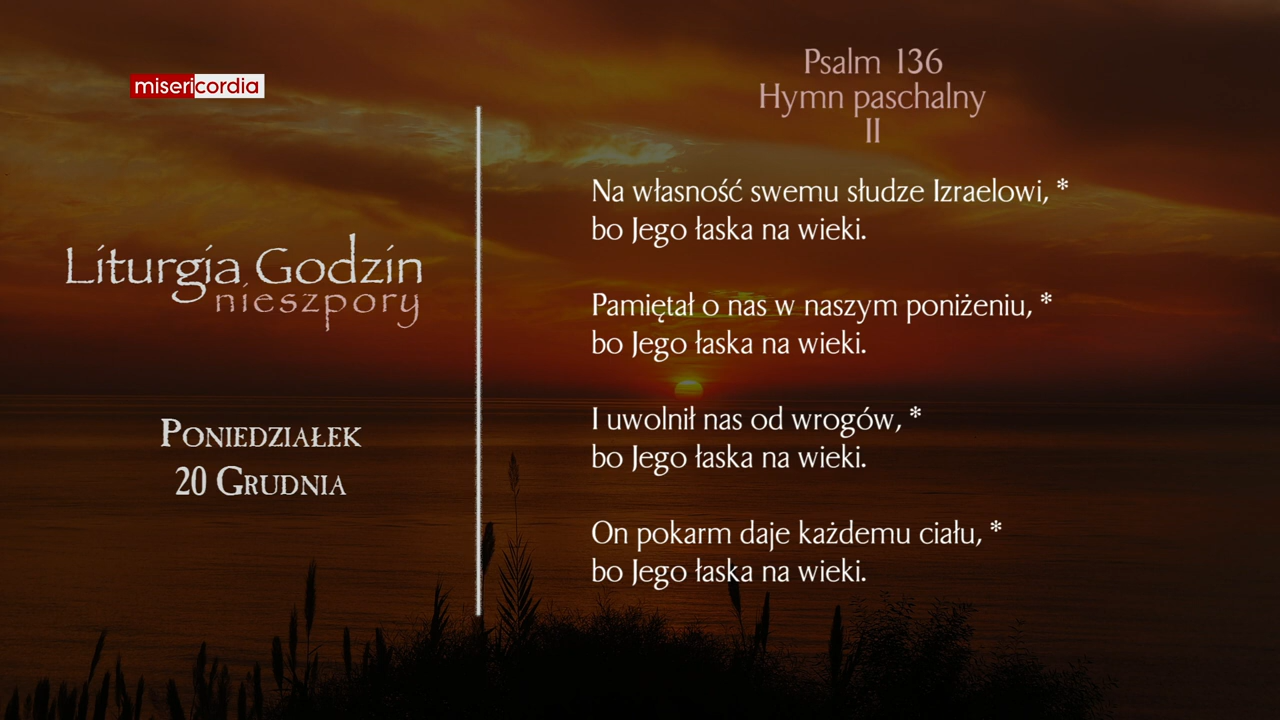 misericordia
Liturgia Godzin
nieszpory
Poniedziałek
20 Grudnia
Psalm 136
Hymn paschalny
II
Na własność swemu słudze Izraelowi, *
bo Jego łaska na wieki.
Pamiętał o nas w naszym poniżeniu, *
bo Jego łaska na wieki.
I uwolnił nas od wrogów, *
bo Jego łaska na wieki.
On pokarm daje każdemu ciału, *
bo Jego łaska na wieki.